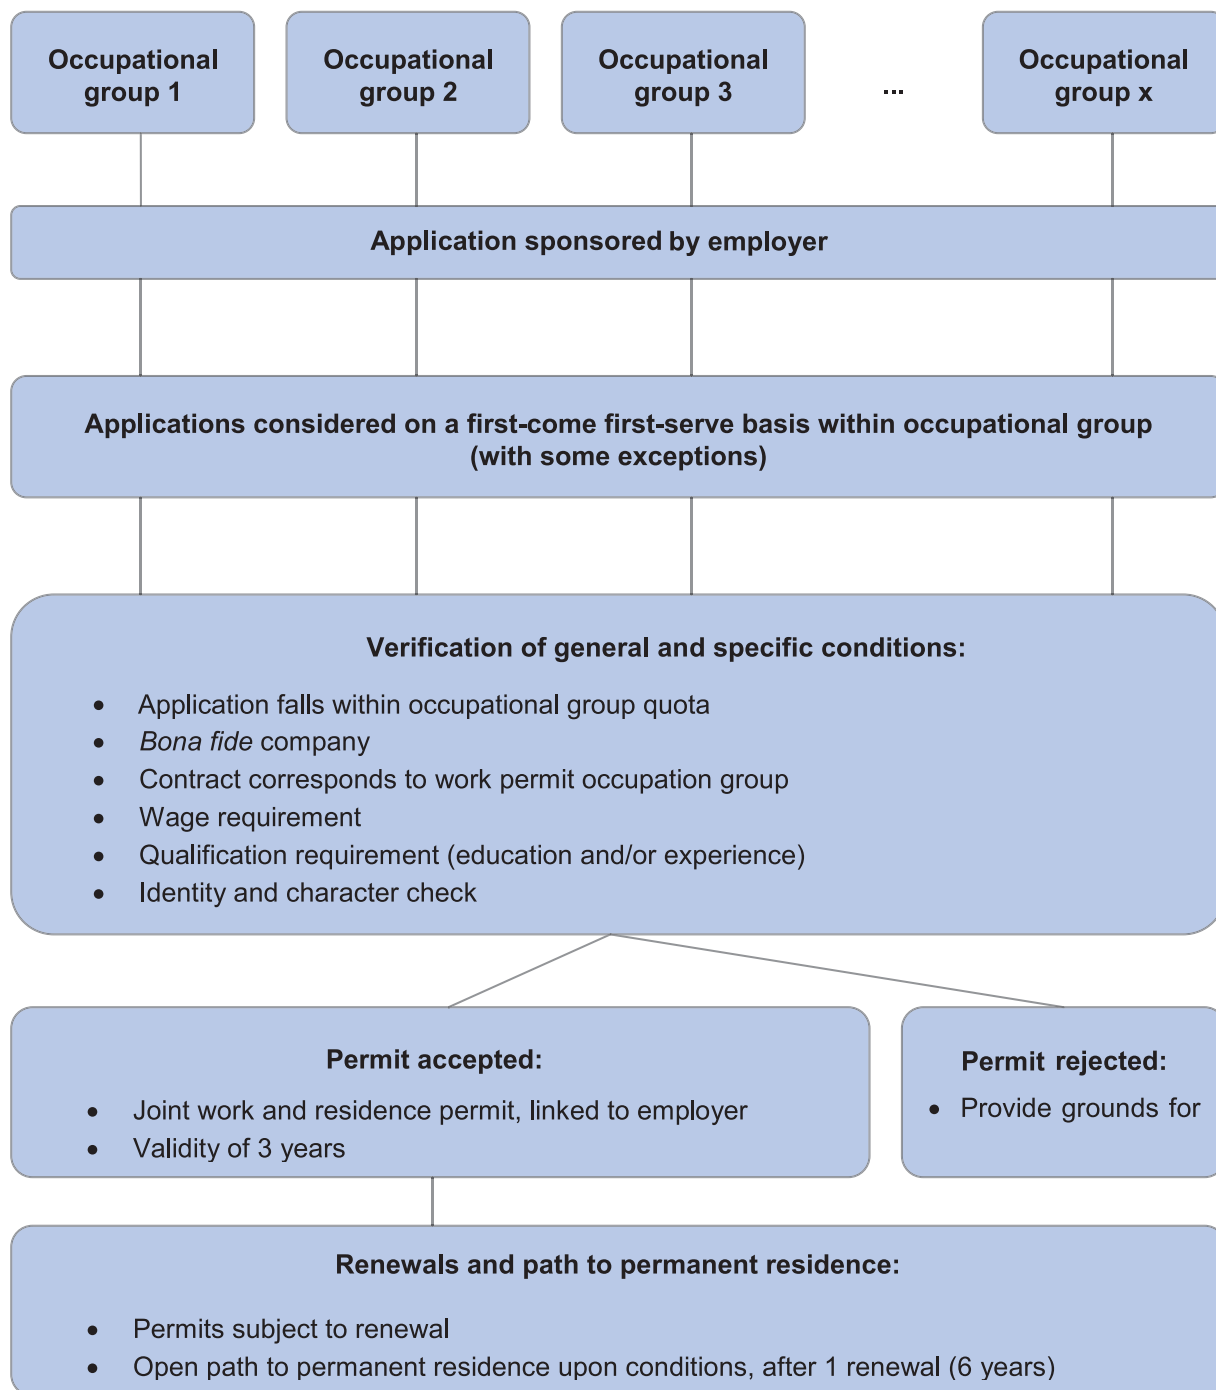 Occupational
group 1
Occupational
group 2
Occupational
group 3
...
Occupational
group x
Application sponsored by employer
Applications considered on a first-come first-serve basis within occupational group
(with some exceptions)
Verification of general and specific conditions:
• Application falls within occupational group quota
• Bona fide company
• Contract corresponds to work permit occupation group
• Wage requirement
• Qualification requirement (education and/or experience)
• Identity and character check
Permit accepted:
• Joint work and residence permit, linked to employer
• Validity of 3 years
Permit rejected:
• Provide grounds for
Renewals and path to permanent residence:
• Permits subject to renewal
• Open path to permanent residence upon conditions, after 1 renewal (6 years)